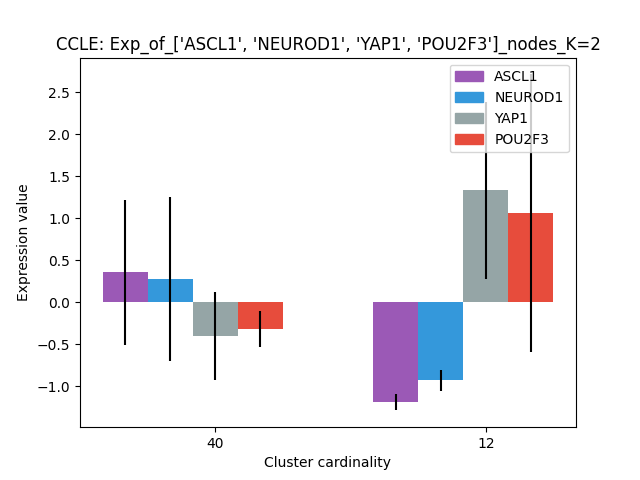 CCLE: Exp_of_['ASCL1', 'NEUROD1', 'YAP1', 'POU2F3']_nodes_K=2
ASCL1
NEUROD1
YAP1
POU2F3
2.5
2.0
1.5
1.0
0.5
0.0
−0.5
−1.0
Expression value
40
12
Cluster cardinality